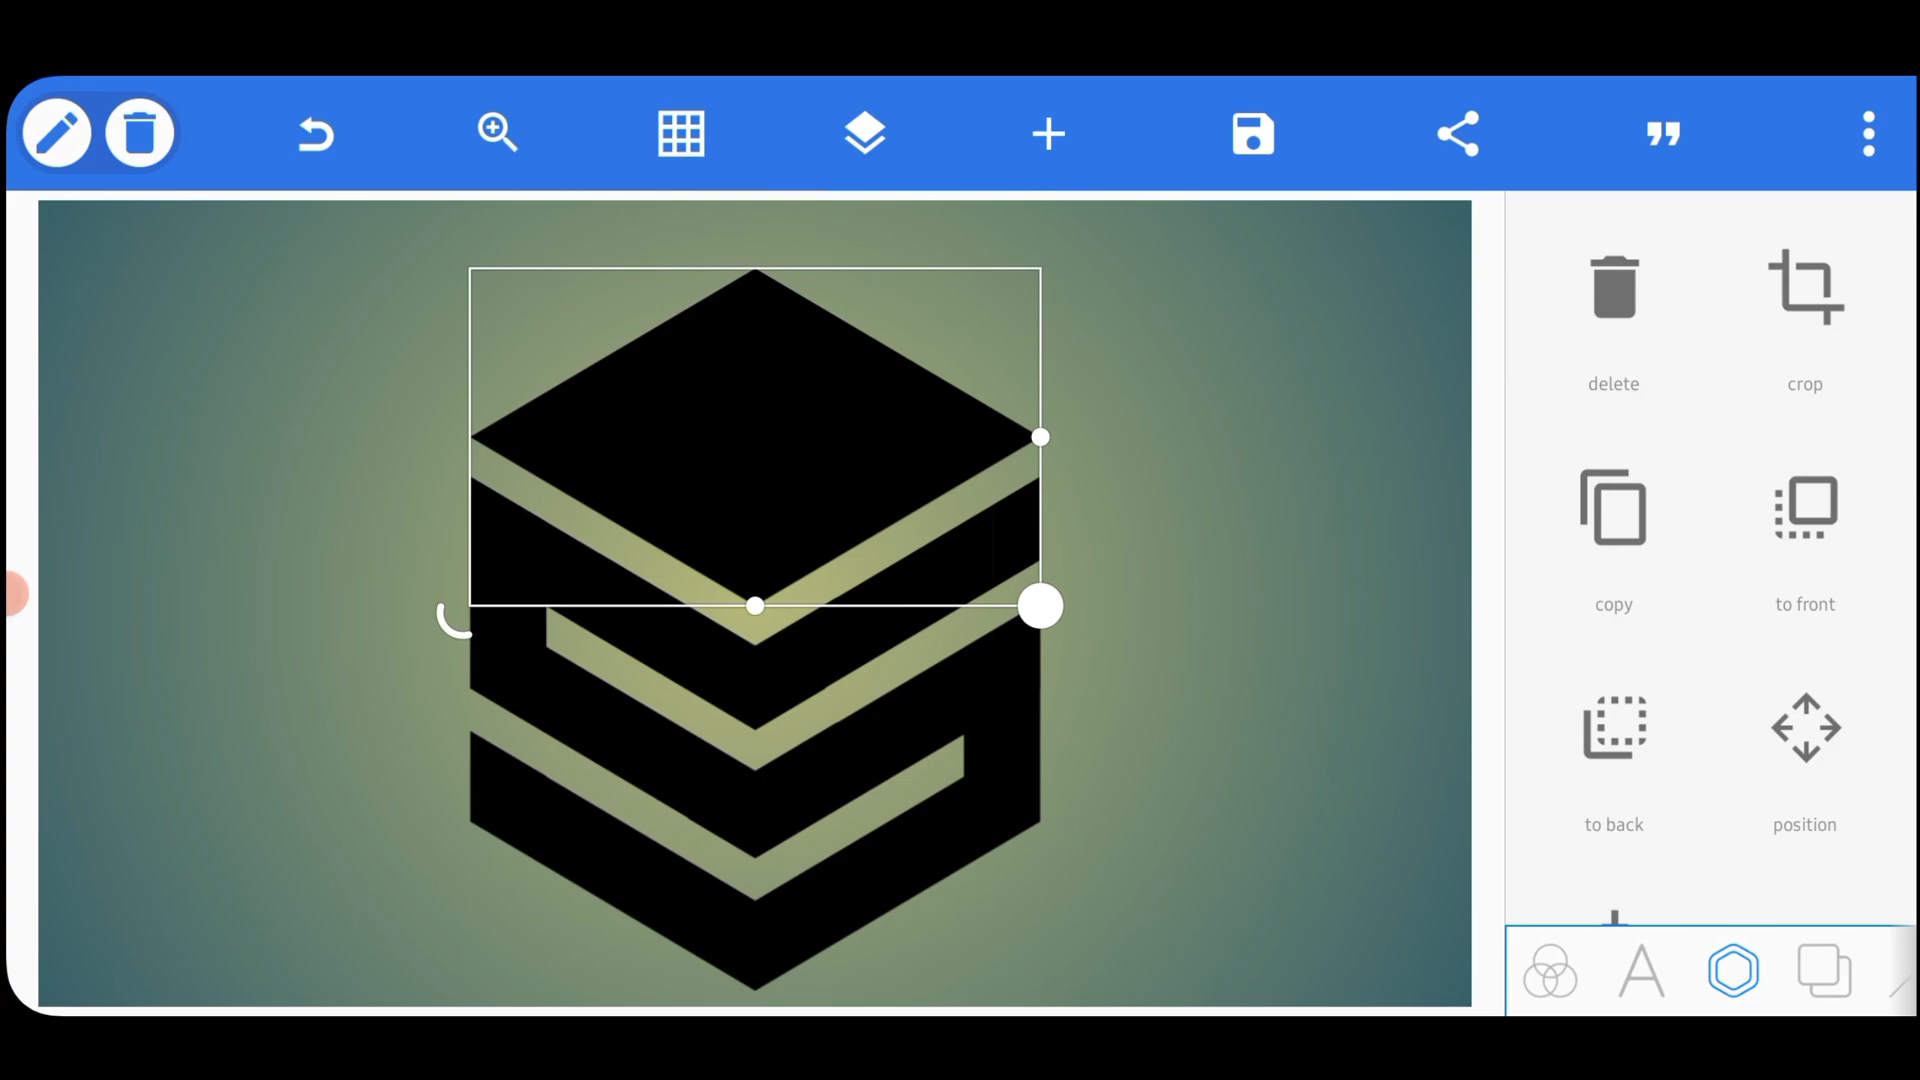 delete
crop
copy
to front
to back
position